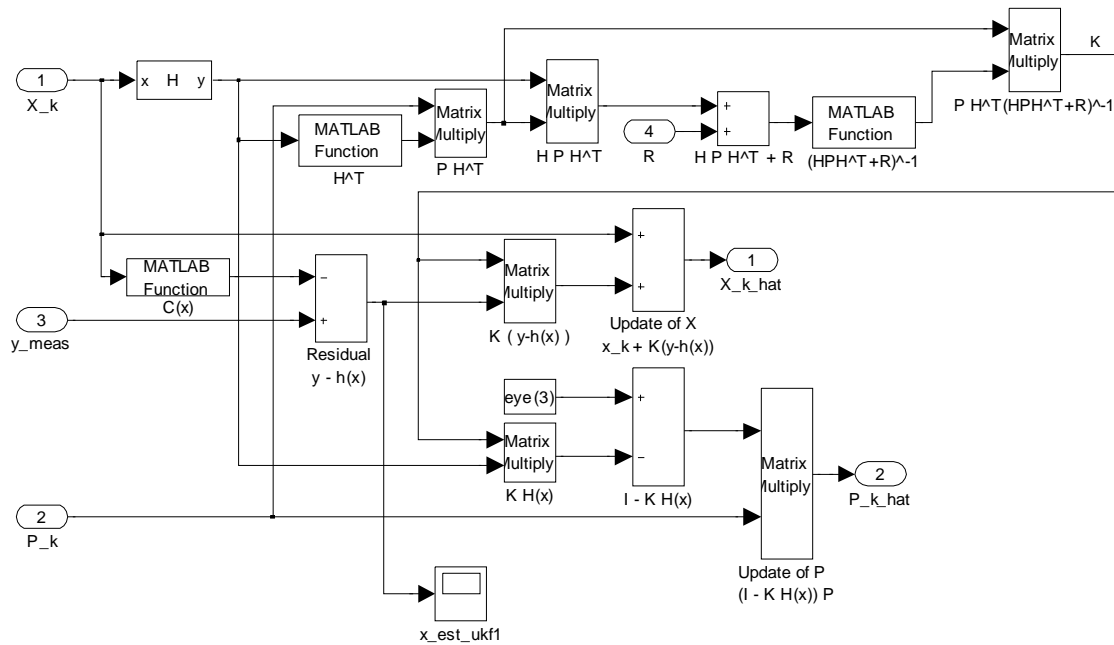 Matrix
Multiply
K
P H^T(HPH^T+R)^-1
1
X_k
x H y
MATLAB
Function
H^T
Matrix
Multiply
P H^T
Matrix
Multiply
H P H^T
4
R
+
+
H P H^T + R
MATLAB
Function
(HPH^T+R)^-1
MATLAB
Function
C(x)
3
y_meas
−
+
Residual
y - h(x)
Matrix
Multiply
K ( y-h(x) )
+
+
Update of X
x_k + K(y-h(x))
1
X_k_hat
eye(3)
Matrix
Multiply
K H(x)
+
−
I - K H(x)
2
P_k
Matrix
Multiply
Update of P
(I - K H(x)) P
2
P_k_hat
x_est_ukf1